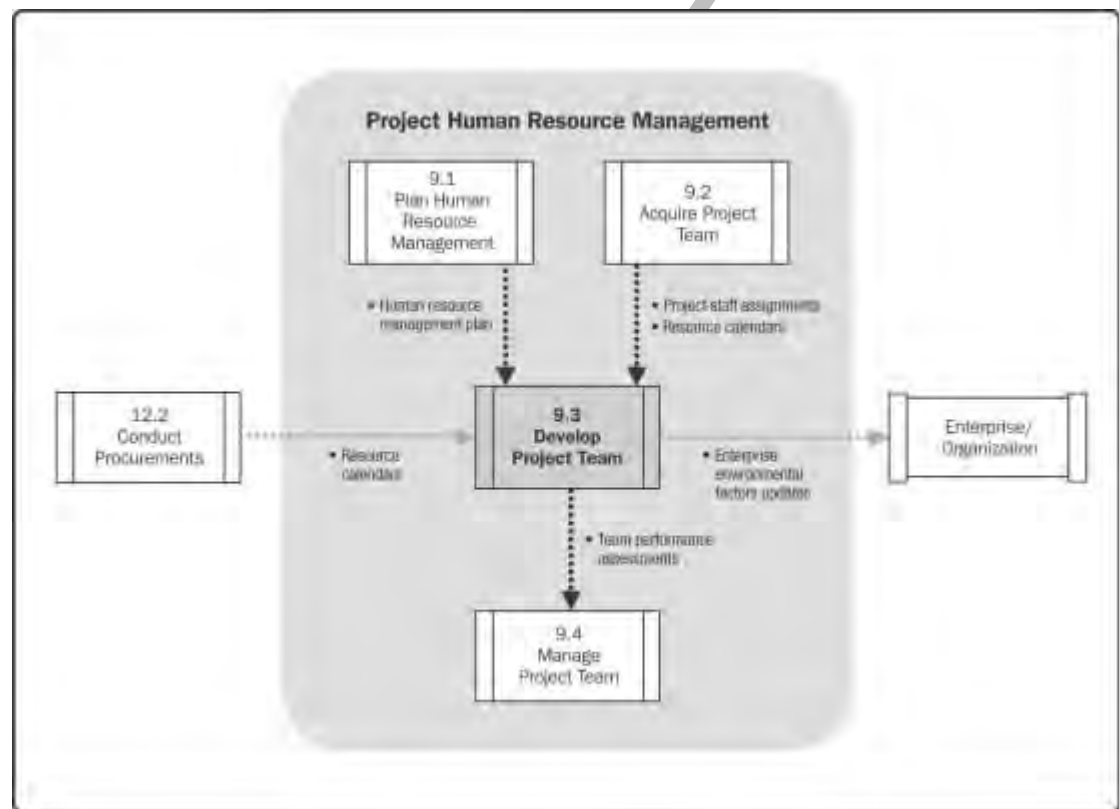 Project Human Resource Management
9.1
Plan Human
Resource
Management
9.2
Acquire Project
Team
• Human resource
management plan
• Project staff assignments
• Resource calendars
12.2
Conduct
Procurements
• Resource
calendars
9.3
Develop
Project Team
• Enterprise
environmental
factors updates
Enterprise/
Organization
• Team performance
assessments
9.4
Manage
Project Team